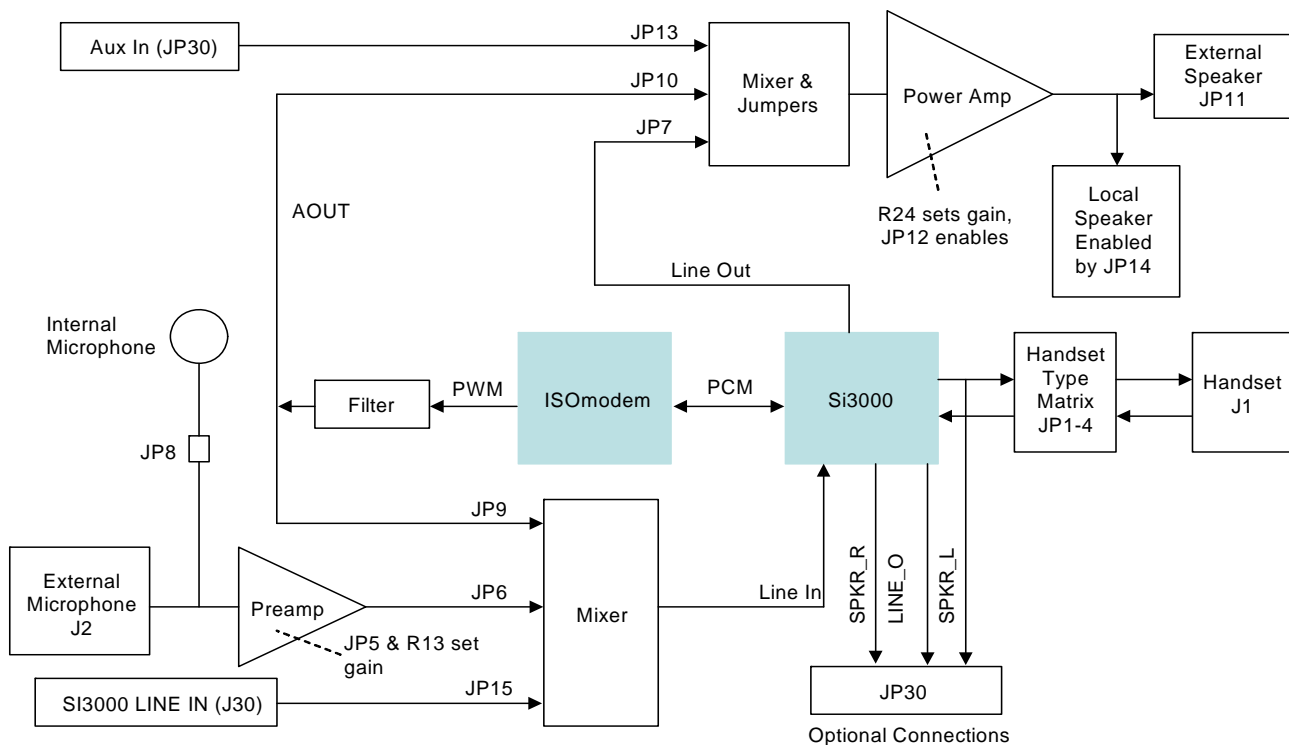 Aux In (JP30)
JP13
JP10
JP7
Mixer &
Jumpers
Power Amp
External
Speaker
JP11
R24 sets gain,
JP12 enables
Local
Speaker
Enabled
by JP14
AOUT
Line Out
Internal
Microphone
JP8
Filter
PWM
ISOmodem
PCM
Si3000
Handset
Type
Matrix
JP1-4
Handset
J1
External
Microphone
J2
Preamp
JP5 & R13 set
gain
JP9
JP6
JP15
Mixer
Line In
SPKR_R
LINE_O
SPKR_L
SI3000 LINE IN (J30)
JP30
Optional Connections